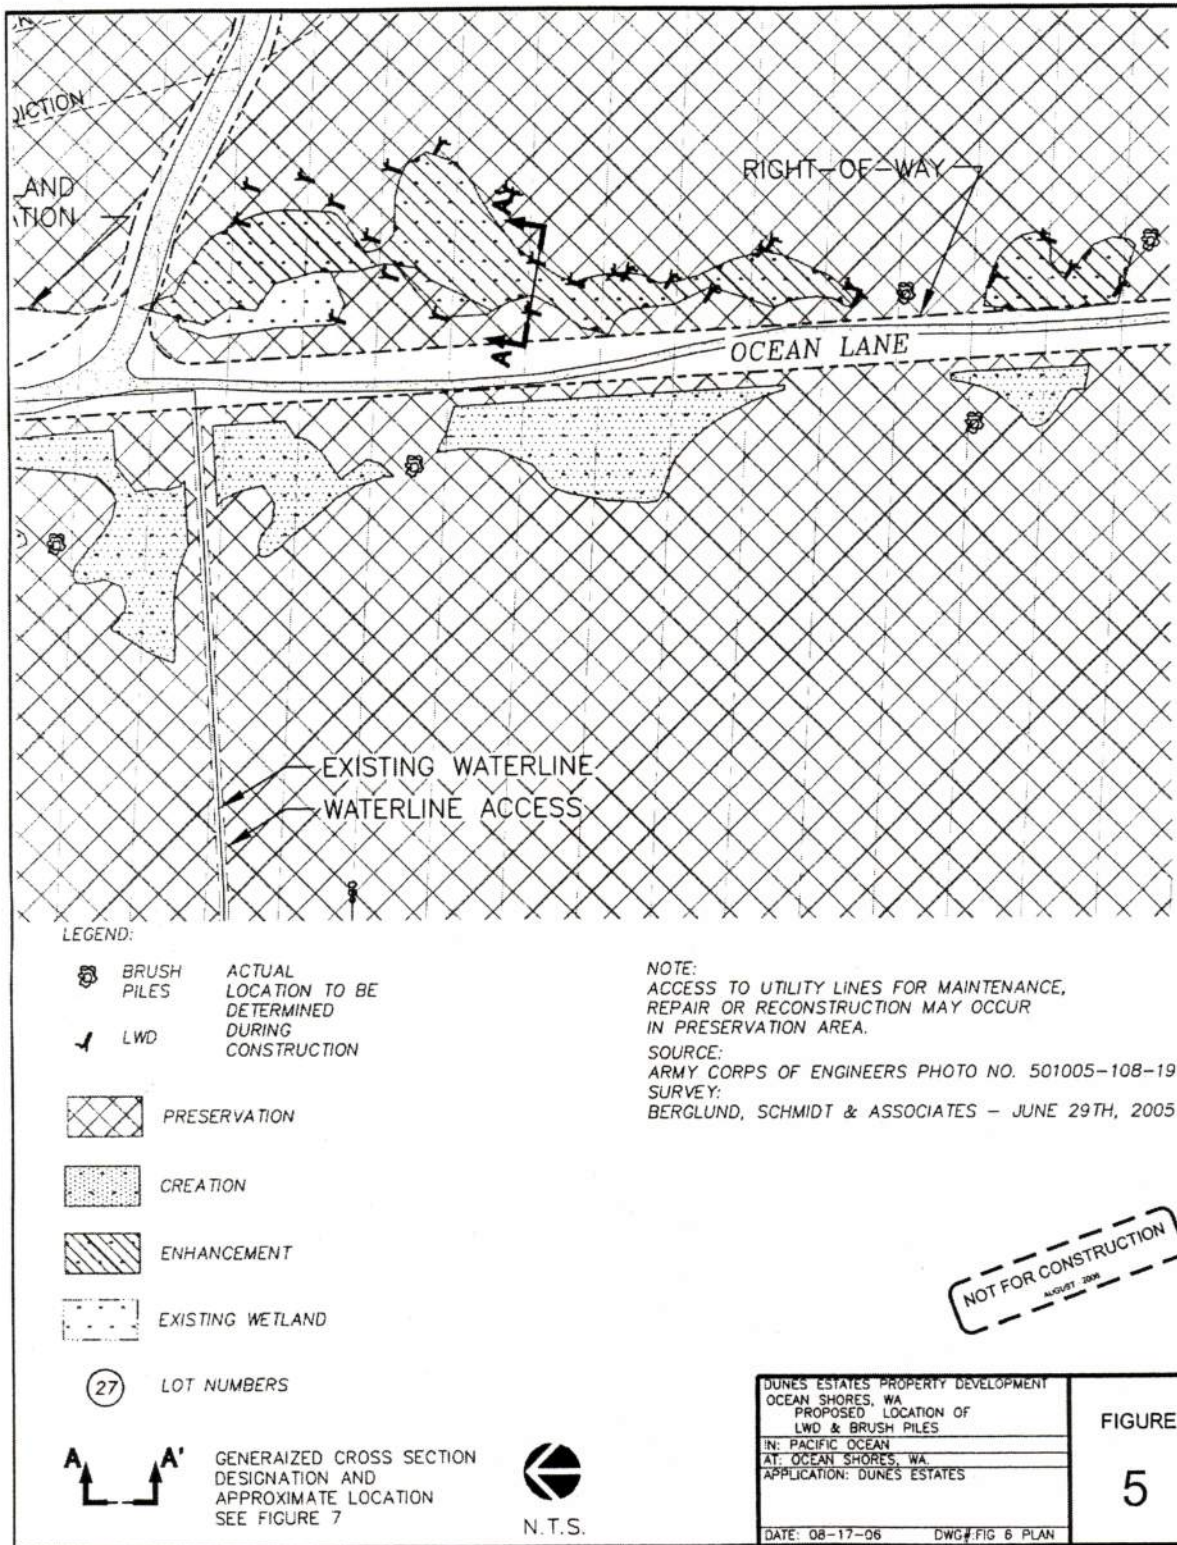 DICTION
AND
TION
RIGHT-OF-WAY
A'
A
OCEAN LANE
EXISTING WATERLINE
WATERLINE ACCESS
LEGEND:
BRUSH PILES
ACTUAL
LOCATION TO BE
DETERMINED
DURING
CONSTRUCTION
LWD
PRESERVATION
CREATION
ENHANCEMENT
EXISTING WETLAND
27 LOT NUMBERS
A A'
GENERAIZED CROSS SECTION
DESIGNATION AND
APPROXIMATE LOCATION
SEE FIGURE 7
N.T.S.
NOTE:
ACCESS TO UTILITY LINES FOR MAINTENANCE,
REPAIR OR RECONSTRUCTION MAY OCCUR
IN PRESERVATION AREA.
SOURCE:
ARMY CORPS OF ENGINEERS PHOTO NO. 501005-108-19
SURVEY:
BERGLUND, SCHMIDT & ASSOCIATES - JUNE 29TH, 2005
NOT FOR CONSTRUCTION
AUGUST 2006
DUNES ESTATES PROPERTY DEVELOPMENT
OCEAN SHORES, WA
PROPOSED LOCATION OF
LWD & BRUSH PILES
IN: PACIFIC OCEAN
AT: OCEAN SHORES, WA.
APPLICATION: DUNES ESTATES
DATE: 08-17-06 DWG#:FIG 6 PLAN
FIGURE
5